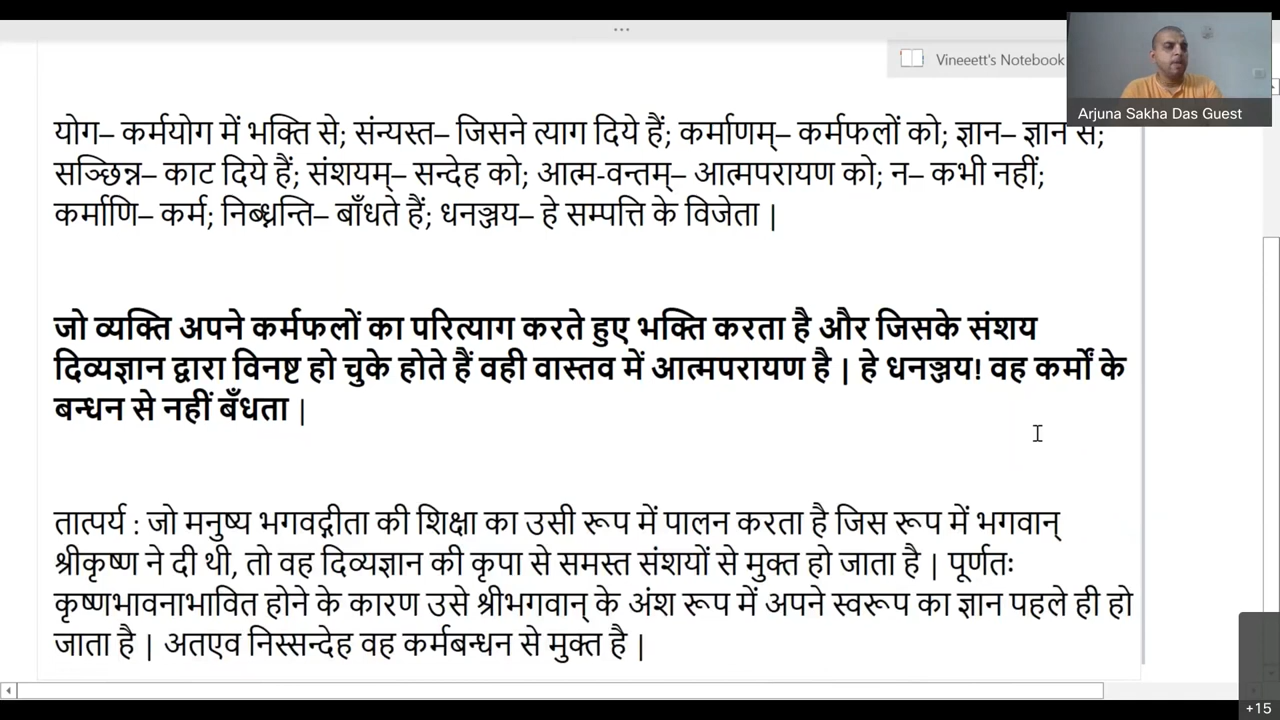 Vineeett's Notebook
Arjuna Sakha Das Guest
योग– कर्मयोग में भक्ति से; संन्यस्त– जिसने त्याग दिये हैं; कर्माणम्– कर्मफलों को; ज्ञान– ज्ञान से;
सञ्छिन्न– काट दिये हैं; संशयम्– सन्देह को; आत्म-वन्तम्– आत्मपरायण को; न– कभी नहीं;
कर्माणि– कर्म; निब्ध्नन्ति– बाँधते हैं; धनञ्जय– हे सम्पत्ति के विजेता |
जो व्यक्ति अपने कर्मफलों का परित्याग करते हुए भक्ति करता है और जिसके संशय
दिव्यज्ञान द्वारा विनष्ट हो चुके होते हैं वही वास्तव में आत्मपरायण है | हे धनञ्जय! वह कर्मों के
बन्धन से नहीं बँधता |
तात्पर्य : जो मनुष्य भगवद्गीता की शिक्षा का उसी रूप में पालन करता है जिस रूप में भगवान्
श्रीकृष्ण ने दी थी, तो वह दिव्यज्ञान की कृपा से समस्त संशयों से मुक्त हो जाता है | पूर्णतः
कृष्णभावनाभावित होने के कारण उसे श्रीभगवान् के अंश रूप में अपने स्वरूप का ज्ञान पहले ही हो
जाता है | अतएव निस्सन्देह वह कर्मबन्धन से मुक्त है |
+15